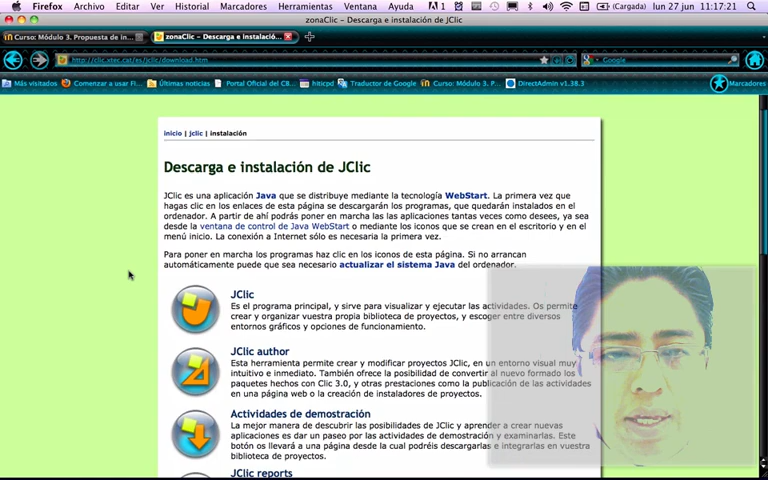 Firefox Archivo Editar Ver Historial Marcadores Herramientas Ventana Ayuda 1 (Cargada) lun 27 jun 11:17:21
zonaClic – Descarga e instalación de JClic
Curso: Módulo 3. Propuesta de in... zonaClic – Descarga e instalació...
http://clic.xtec.cat/es/jclic/download.htm Google
Más visitados Comenzar a usar Fi... Últimas noticias Portal Oficial del CB... hiticpd Traductor de Google Curso: Módulo 3. P... DirectAdmin v1.38.3 Marcadores
inicio | jclic | instalación
Descarga e instalación de JClic
JClic es una aplicación Java que se distribuye mediante la tecnología WebStart. La primera vez que
hagas clic en los enlaces de esta página se descargarán los programas, que quedarán instalados en el
ordenador. A partir de ahí podrás poner en marcha las las aplicaciones tantas veces como desees, ya sea
desde la ventana de control de Java WebStart o mediante los iconos que se crean en el escritorio y en el
menú inicio. La conexión a Internet sólo es necesaria la primera vez.
Para poner en marcha los programas haz clic en los iconos de esta página. Si no arrancan
automáticamente puede que sea necesario actualizar el sistema Java del ordenador.
JClic
Es el programa principal, y sirve para visualizar y ejecutar las actividades. Os permite
crear y organizar vuestra propia biblioteca de proyectos, y escoger entre diversos
entornos gráficos y opciones de funcionamiento.
JClic author
Esta herramienta permite crear y modificar proyectos JClic, en un entorno visual muy
intuitivo e inmediato. También ofrece la posibilidad de convertir al nuevo formado los
paquetes hechos con Clic 3.0, y otras prestaciones como la publicación de las actividades
en una página web o la creación de instaladores de proyectos.
Actividades de demostración
La mejor manera de descubrir las posibilidades de JClic y aprender a crear nuevas
aplicaciones es dar un paseo por las actividades de demostración y examinarlas. Este
botón os llevará a una página desde la cual podréis descargarlas e integrarlas en vuestra
biblioteca de proyectos.
JClic reports